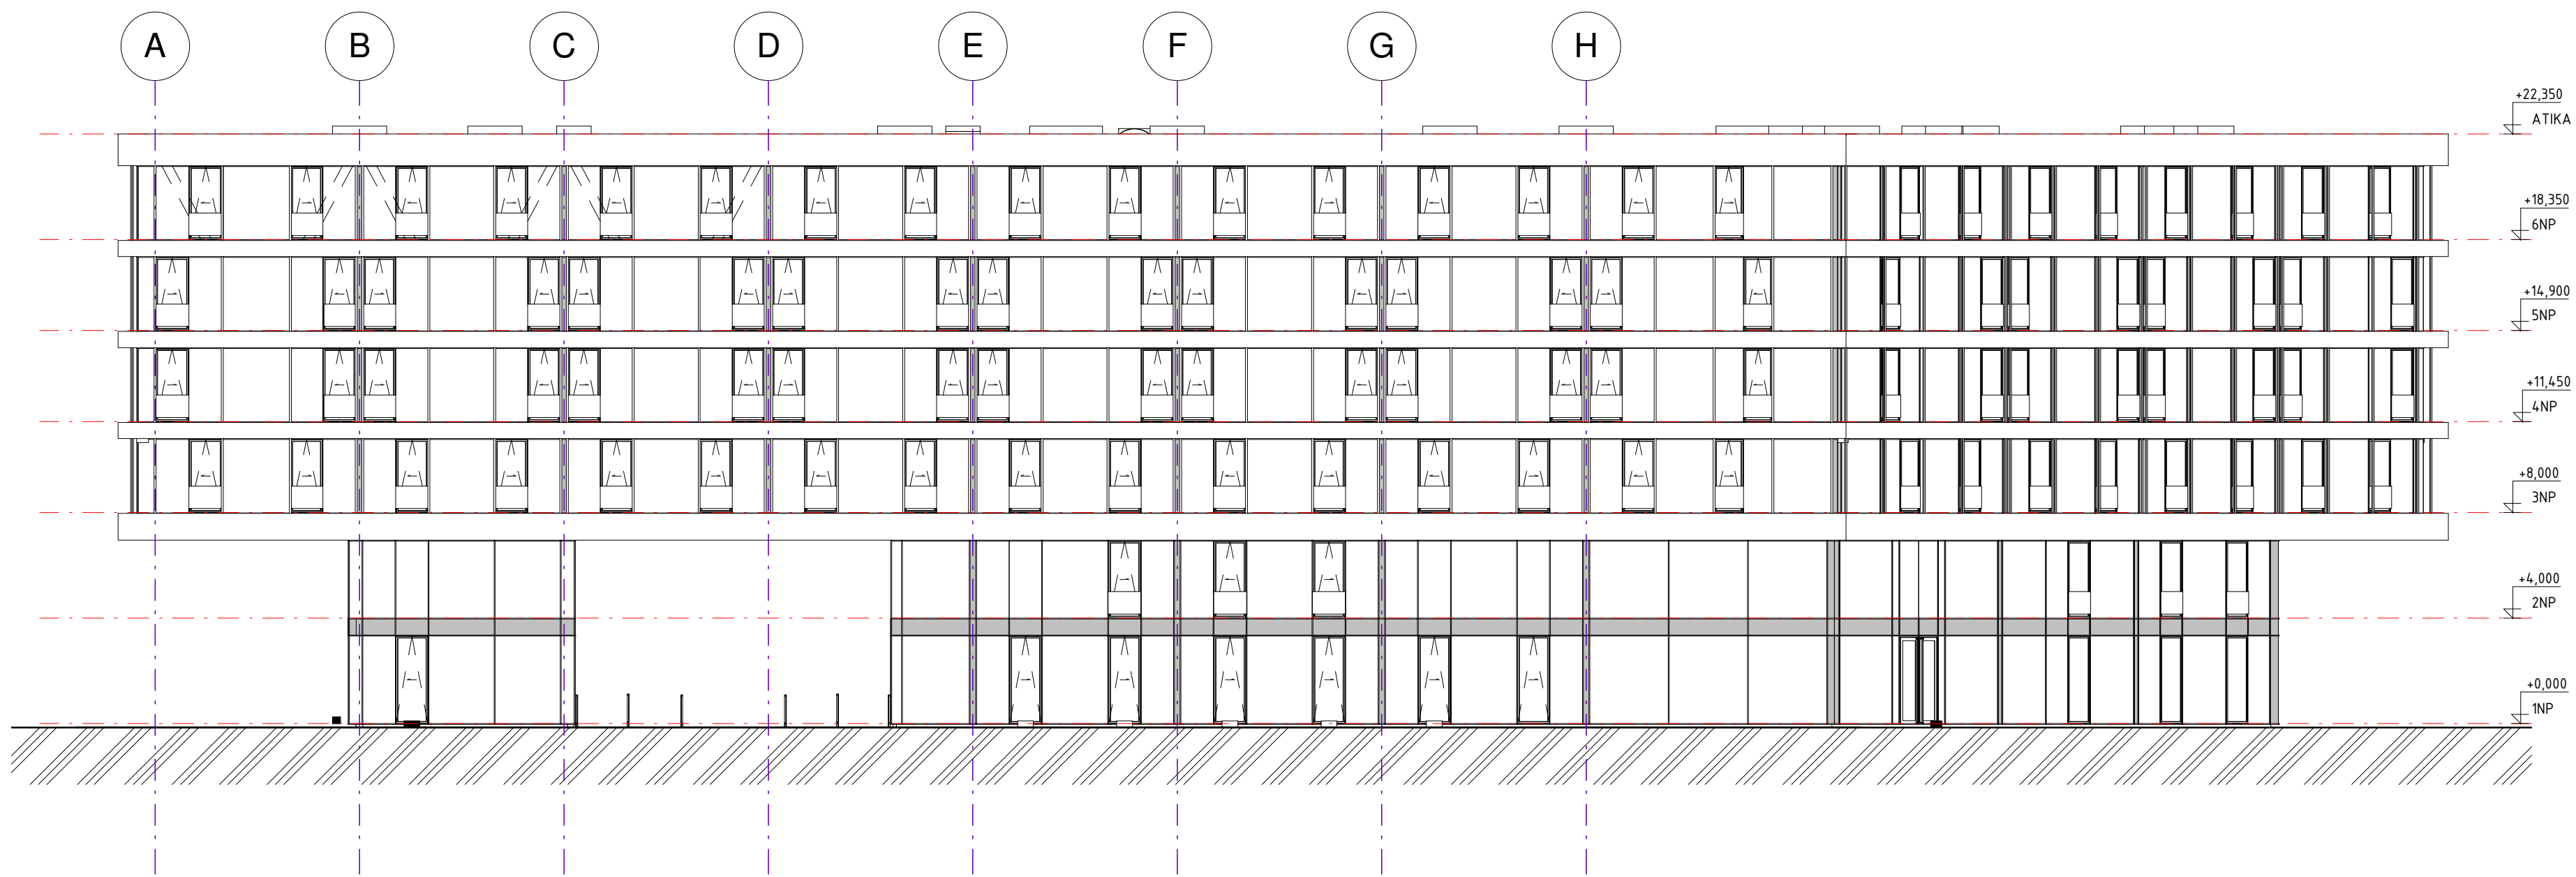 A B C D E F G H
+22,350
ATIKA
+18,350
6NP
+14,900
5NP
+11,450
4NP
+8,000
3NP
+4,000
2NP
+0,000
1NP